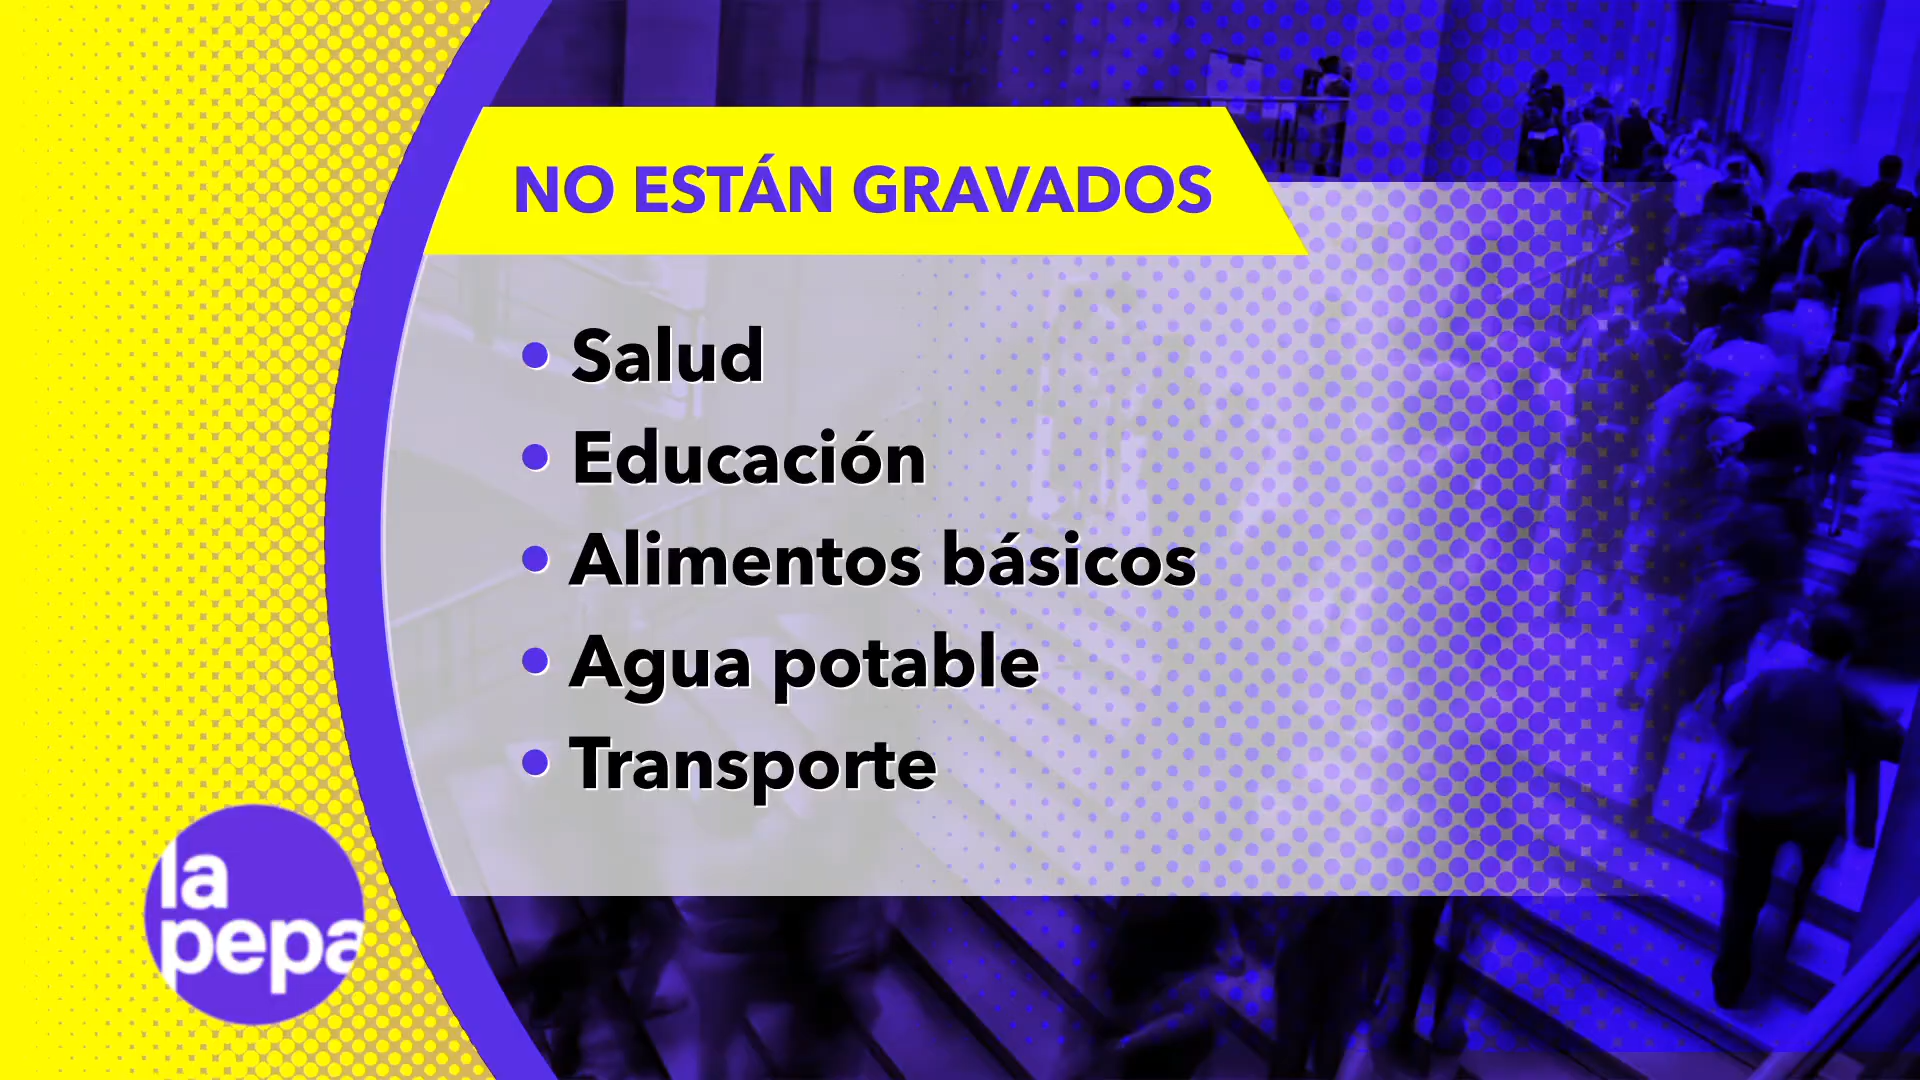 NO ESTÁN GRAVADOS
• Salud
• Educación
• Alimentos básicos
• Agua potable
• Transporte
la
pepa